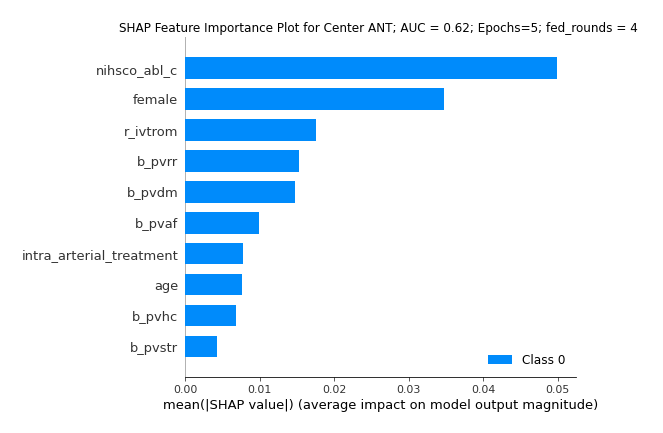 SHAP Feature Importance Plot for Center ANT; AUC = 0.62; Epochs=5; fed_rounds = 4
nihsco_abl_c
female
r_ivtrom
b_pvrr
b_pvdm
b_pvaf
intra_arterial_treatment
age
b_pvhc
b_pvstr
Class 0
0.00 0.01 0.02 0.03 0.04 0.05
mean(|SHAP value|) (average impact on model output magnitude)